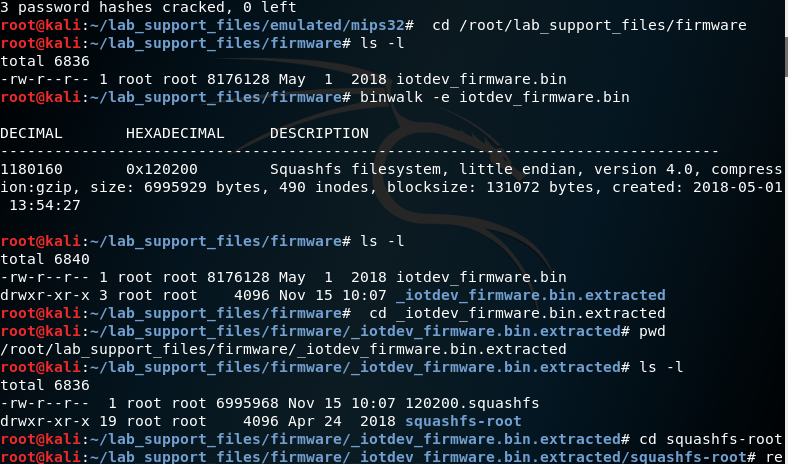 3 password hashes cracked, 0 left
root@kali:~/lab_support_files/emulated/mips32#  cd /root/lab_support_files/firmware
root@kali:~/lab_support_files/firmware# ls -l
total 6836
-rw-r--r-- 1 root root 8176128 May  1  2018 iotdev_firmware.bin
root@kali:~/lab_support_files/firmware# binwalk -e iotdev_firmware.bin
DECIMAL       HEXADECIMAL     DESCRIPTION
--------------------------------------------------------------------------------
1180160       0x120200        Squashfs filesystem, little endian, version 4.0, compress
ion:gzip, size: 6995929 bytes, 490 inodes, blocksize: 131072 bytes, created: 2018-05-01
 13:54:27
root@kali:~/lab_support_files/firmware# ls -l
total 6840
-rw-r--r-- 1 root root 8176128 May  1  2018 iotdev_firmware.bin
drwxr-xr-x 3 root root    4096 Nov 15 10:07 _iotdev_firmware.bin.extracted
root@kali:~/lab_support_files/firmware#  cd _iotdev_firmware.bin.extracted
root@kali:~/lab_support_files/firmware/_iotdev_firmware.bin.extracted# pwd
/root/lab_support_files/firmware/_iotdev_firmware.bin.extracted
root@kali:~/lab_support_files/firmware/_iotdev_firmware.bin.extracted# ls -l
total 6836
-rw-r--r--  1 root root 6995968 Nov 15 10:07 120200.squashfs
drwxr-xr-x 19 root root    4096 Apr 24  2018 squashfs-root
root@kali:~/lab_support_files/firmware/_iotdev_firmware.bin.extracted# cd squashfs-root
root@kali:~/lab_support_files/firmware/_iotdev_firmware.bin.extracted/squashfs-root# re